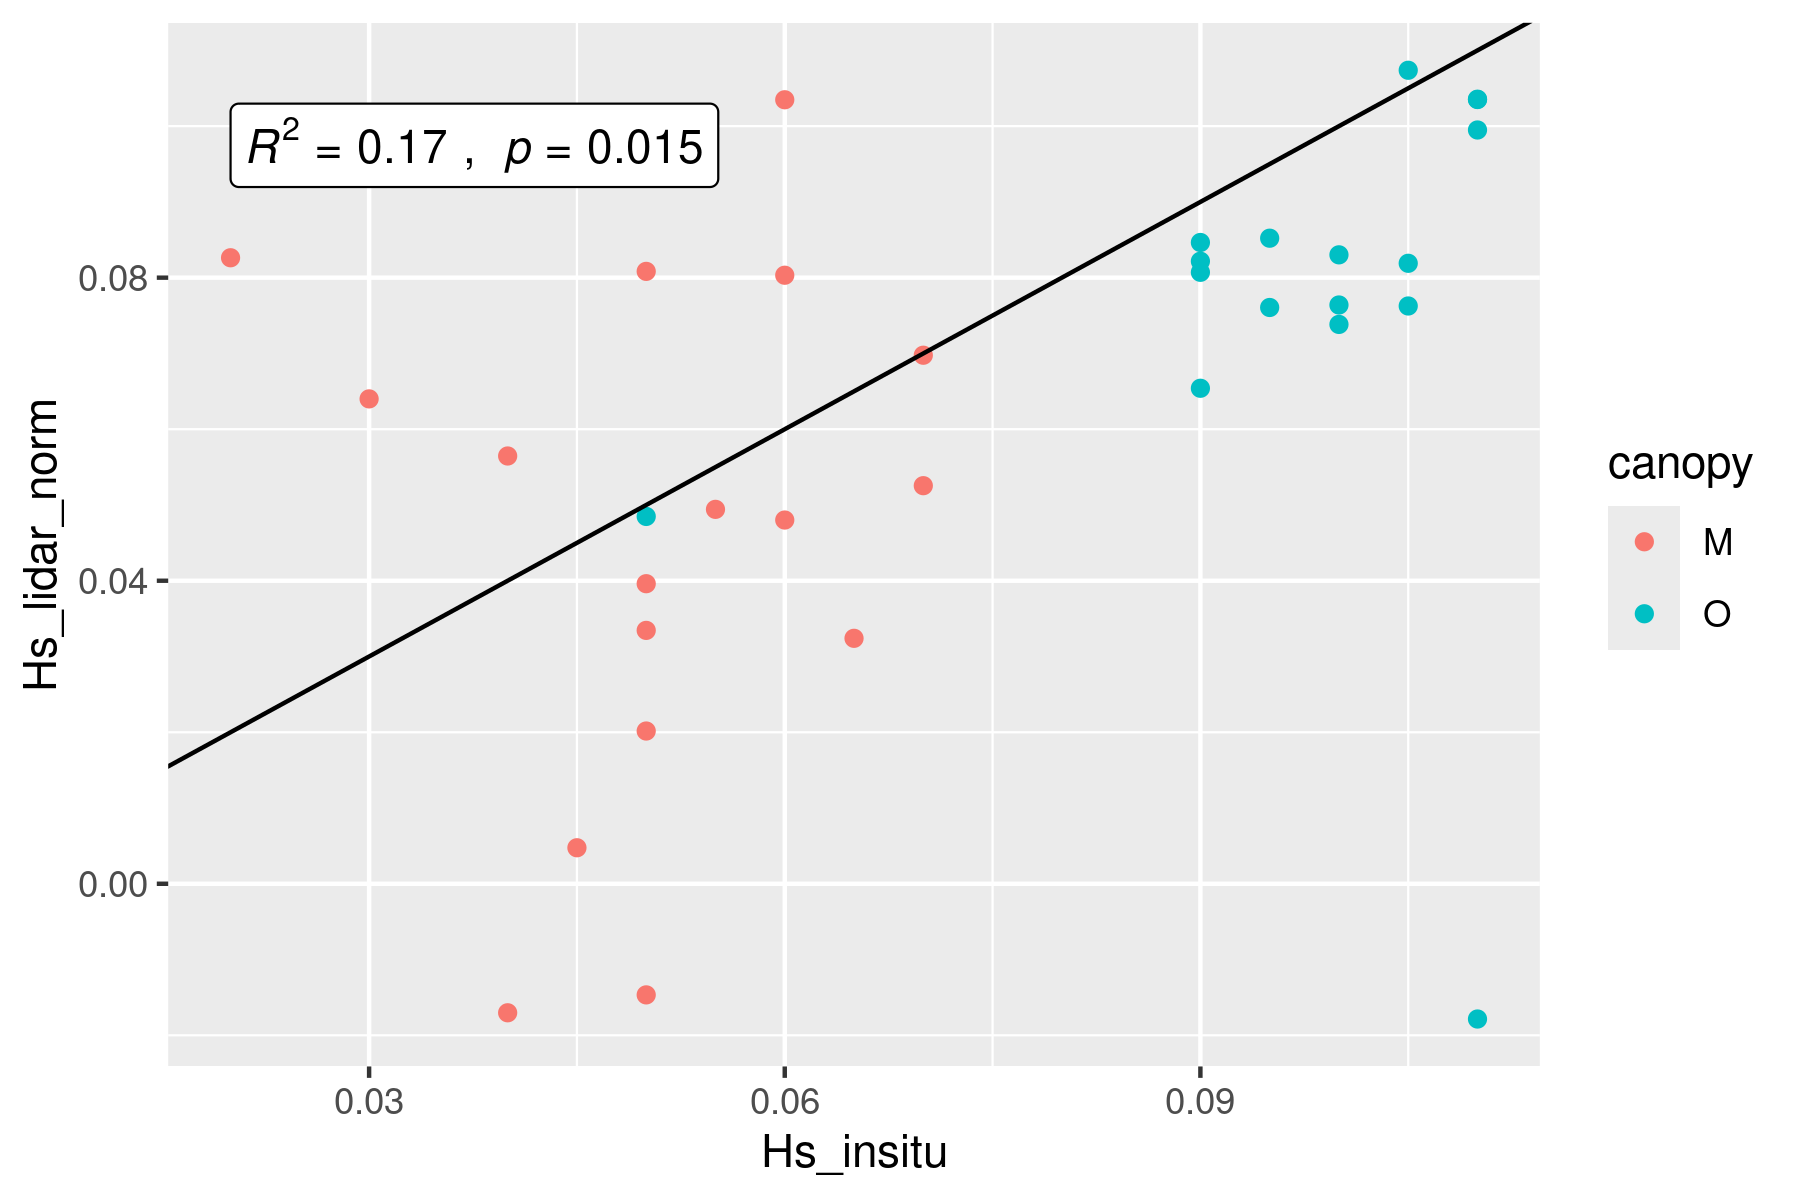 R² = 0.17 , p = 0.015
0.08
0.04
0.00
Hs_lidar_norm
0.03 0.06 0.09
Hs_insitu
canopy
M
O